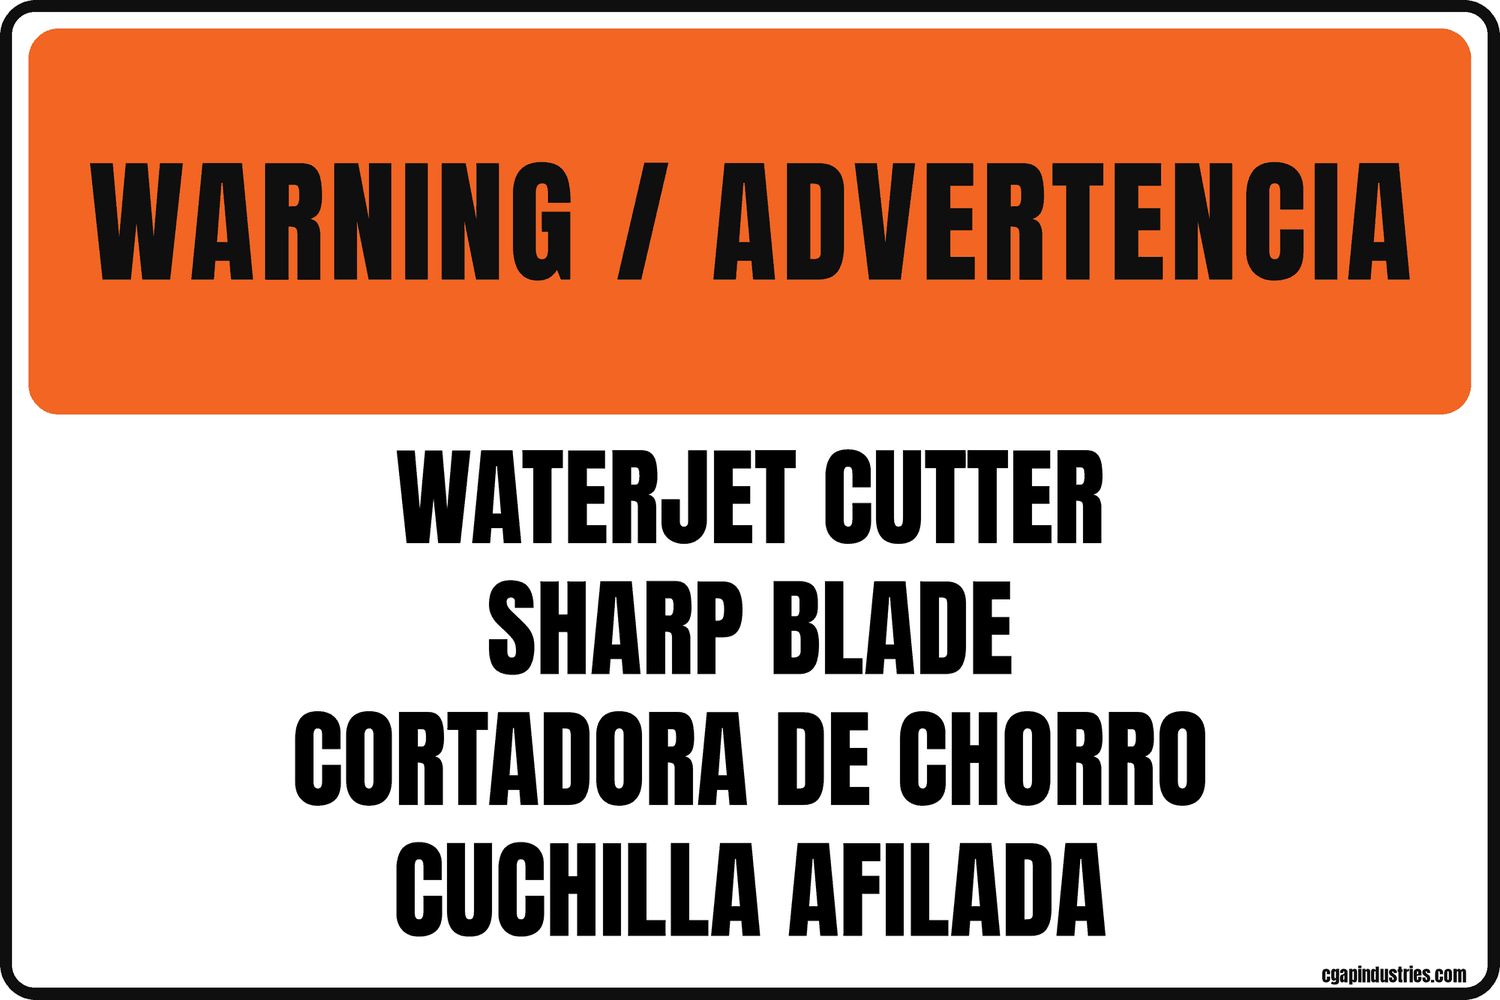 WARNING / ADVERTENCIA
WATERJET CUTTER
SHARP BLADE
CORTADORA DE CHORRO
CUCHILLA AFILADA
cgapindustries.com